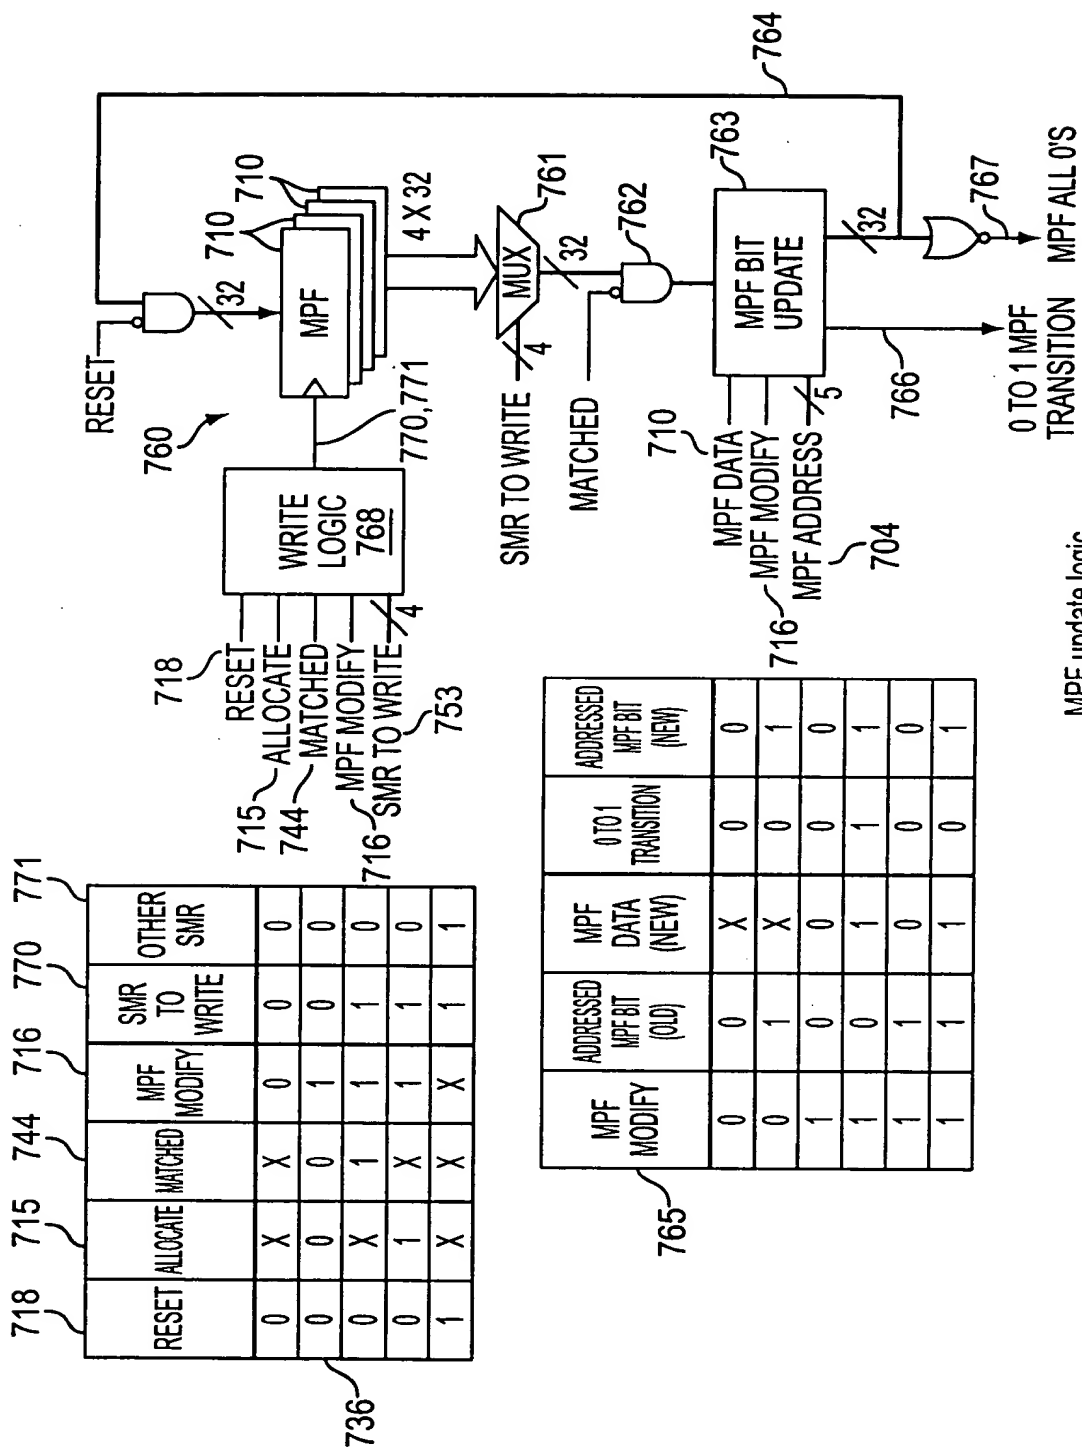 760
RESET
32
710
710
MPF
4 X 32
770,771
WRITE
LOGIC
768
718
RESET
715
ALLOCATE
744
MATCHED
716
MPF MODIFY
SMR TO WRITE
4
753
SMR TO WRITE
4
MUX
761
32
MATCHED
762
710
MPF DATA
716
MPF MODIFY
MPF ADDRESS
5
704
MPF BIT
UPDATE
763
32
764
766
767
0 TO 1 MPF
TRANSITION
MPF ALL 0'S
718 715 744 716 770 771
RESET ALLOCATE MATCHED MPF MODIFY SMR TO WRITE OTHER SMR
0 X X 0 0 0
0 0 0 1 0 0
0 X 1 1 1 0
0 1 X 1 1 0
1 X X X 1 1
736
MPF MODIFY ADDRESSED MPF BIT (OLD) MPF DATA (NEW) 0 TO 1 TRANSITION ADDRESSED MPF BIT (NEW)
0 0 X 0 0
0 1 X 0 1
1 0 0 0 0
1 0 1 1 1
1 1 0 0 0
1 1 1 0 1
765
MPF update logic